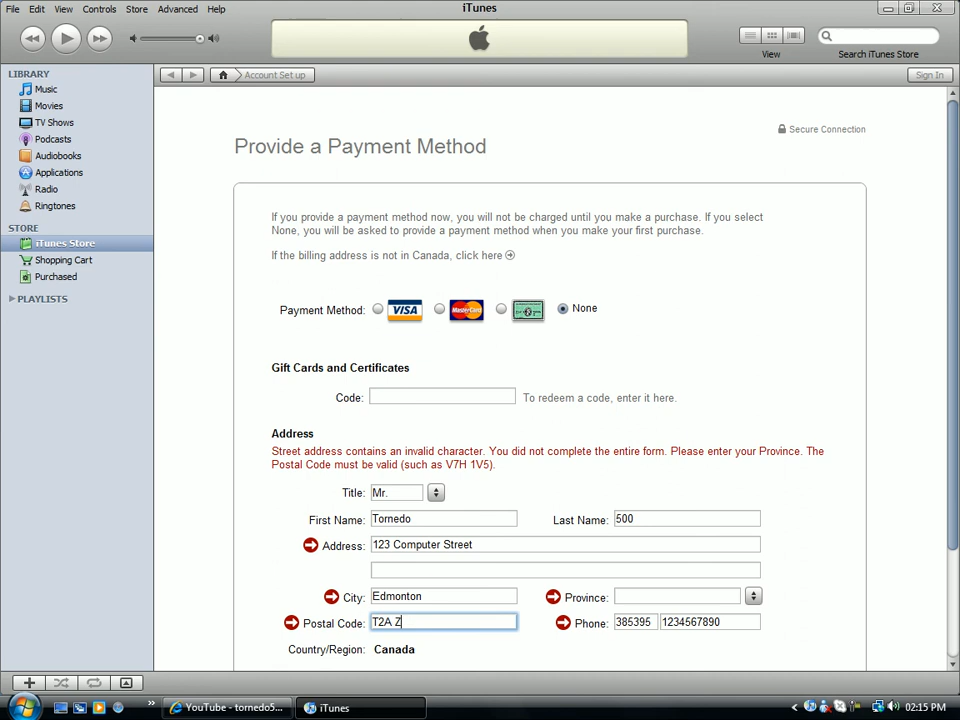 File Edit View Controls Store Advanced Help
iTunes
View
Search iTunes Store
LIBRARY
Music
Movies
TV Shows
Podcasts
Audiobooks
Applications
Radio
Ringtones
STORE
iTunes Store
Shopping Cart
Purchased
PLAYLISTS
Account Set up
Sign In
Secure Connection
Provide a Payment Method
If you provide a payment method now, you will not be charged until you make a purchase. If you select
None, you will be asked to provide a payment method when you make your first purchase.
If the billing address is not in Canada, click here
Payment Method: VISA MasterCard None
Gift Cards and Certificates
Code: To redeem a code, enter it here.
Address
Street address contains an invalid character. You did not complete the entire form. Please enter your Province. The
Postal Code must be valid (such as V7H 1V5).
Title: Mr.
First Name: Tornedo Last Name: 500
Address: 123 Computer Street
City: Edmonton Province:
Postal Code: T2A Z Phone: 385395 1234567890
Country/Region: Canada
YouTube - tornedo5... iTunes 02:15 PM